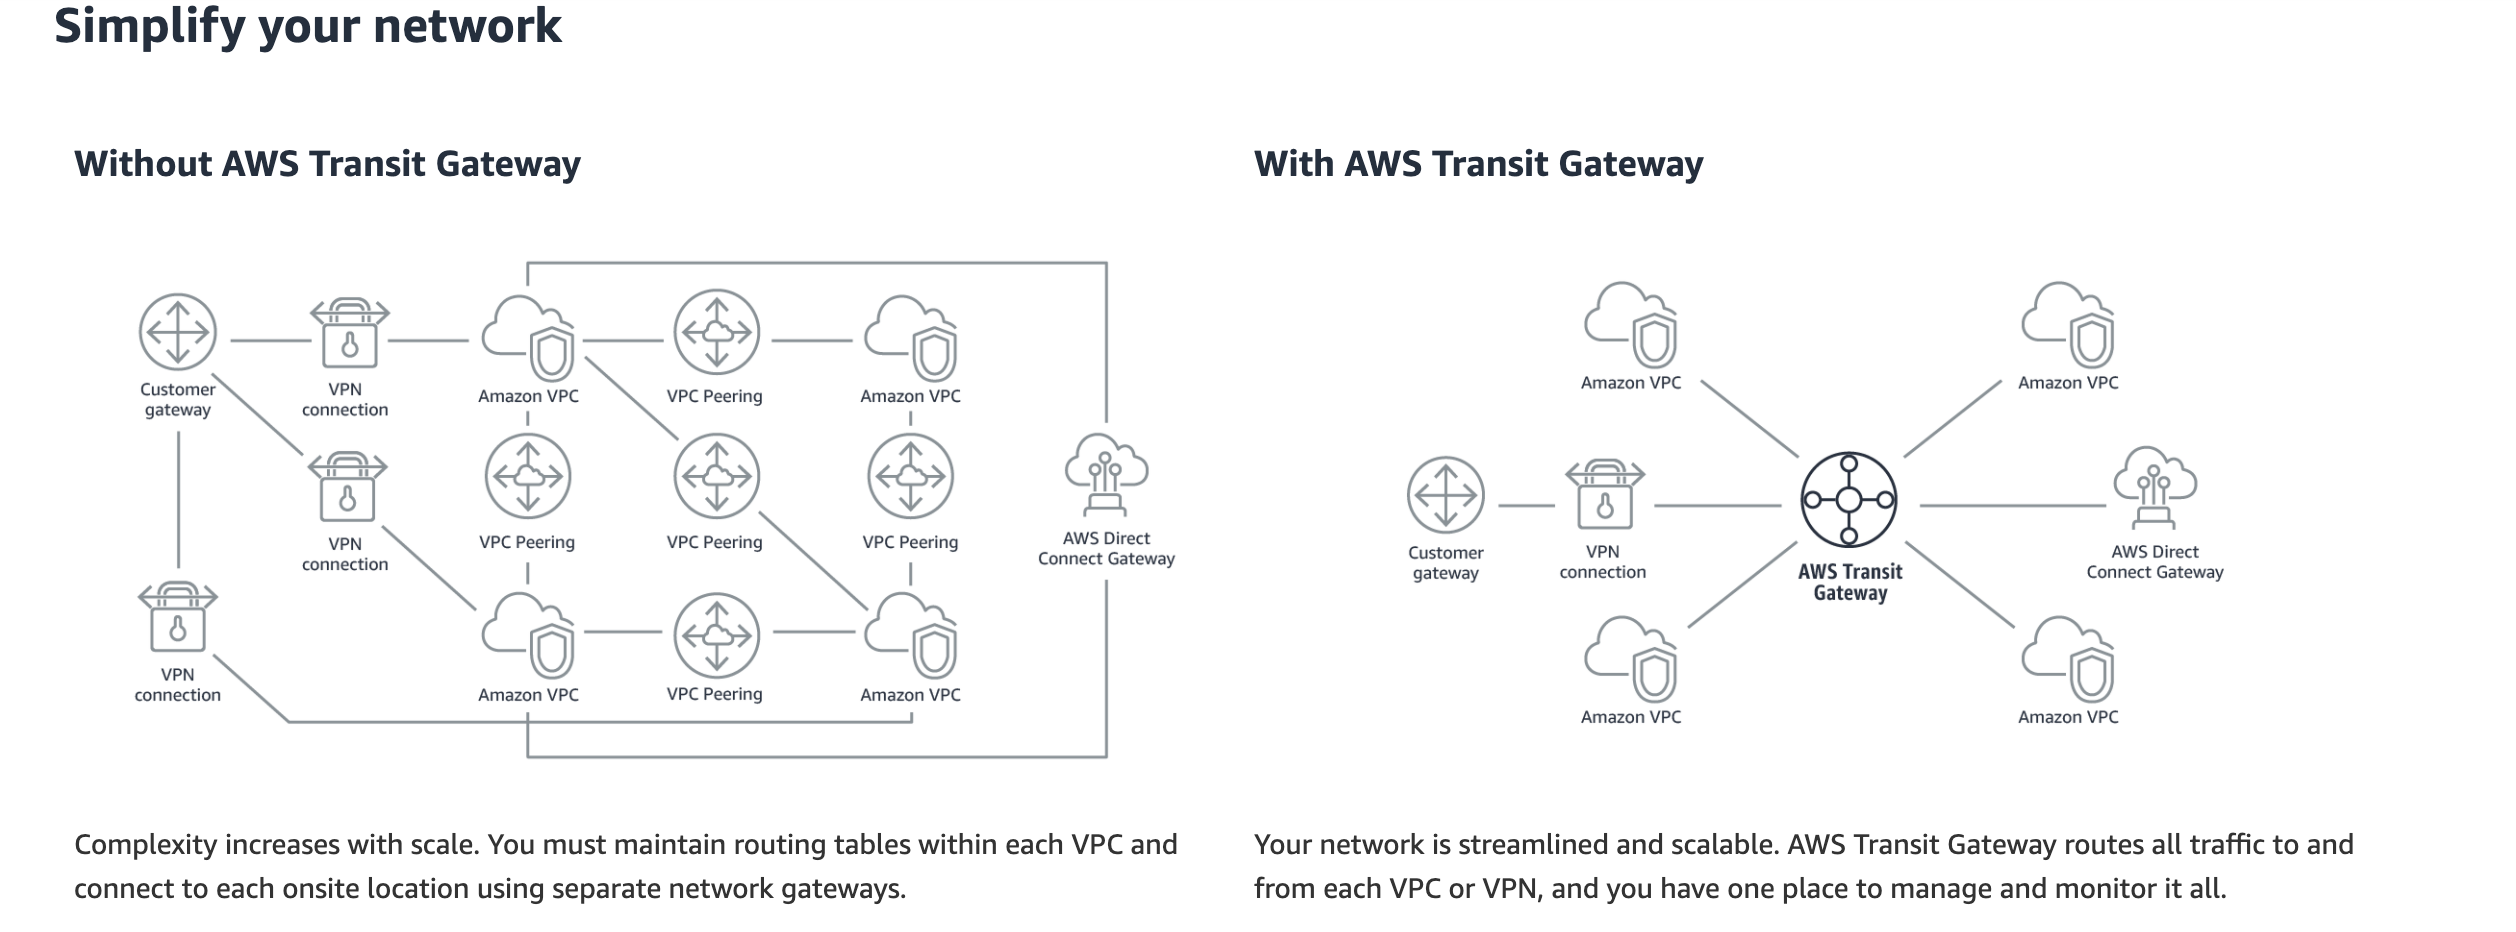 Simplify your network
Without AWS Transit Gateway
Customer
gateway
VPN
connection
Amazon VPC
VPC Peering
Amazon VPC
VPN
connection
VPC Peering
VPC Peering
VPC Peering
AWS Direct
Connect Gateway
VPN
connection
Amazon VPC
VPC Peering
Amazon VPC
Complexity increases with scale. You must maintain routing tables within each VPC and
connect to each onsite location using separate network gateways.
With AWS Transit Gateway
Amazon VPC
Amazon VPC
Customer
gateway
VPN
connection
AWS Transit
Gateway
AWS Direct
Connect Gateway
Amazon VPC
Amazon VPC
Your network is streamlined and scalable. AWS Transit Gateway routes all traffic to and
from each VPC or VPN, and you have one place to manage and monitor it all.